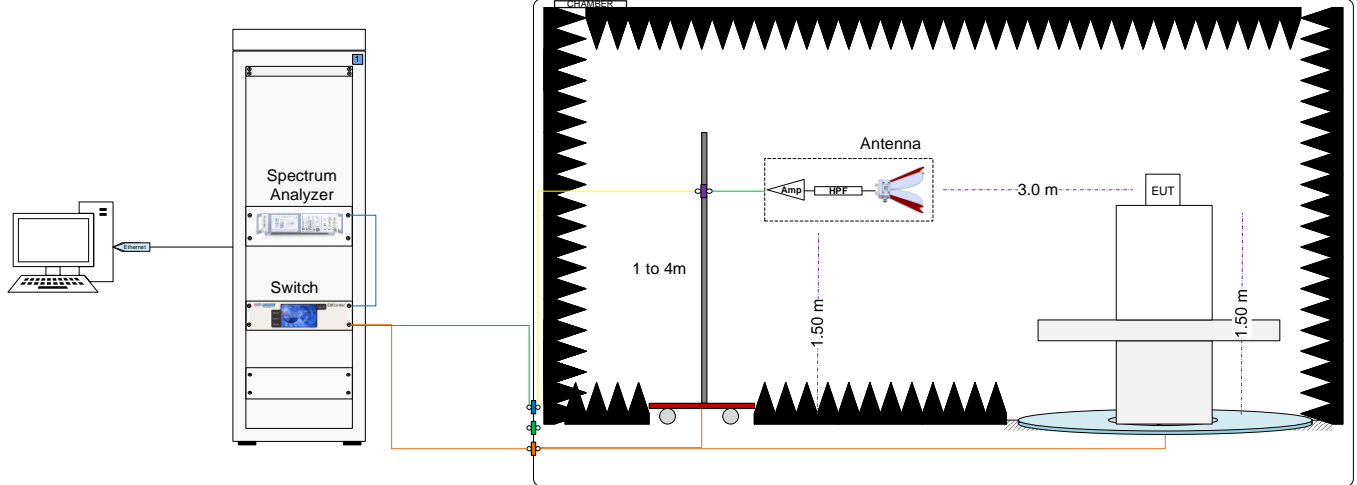 CHAMBER
1
Antenna
Spectrum
Analyzer
Amp
HPF
3.0 m
EUT
Ethernet
1 to 4m
Switch
1.50 m
1.50 m